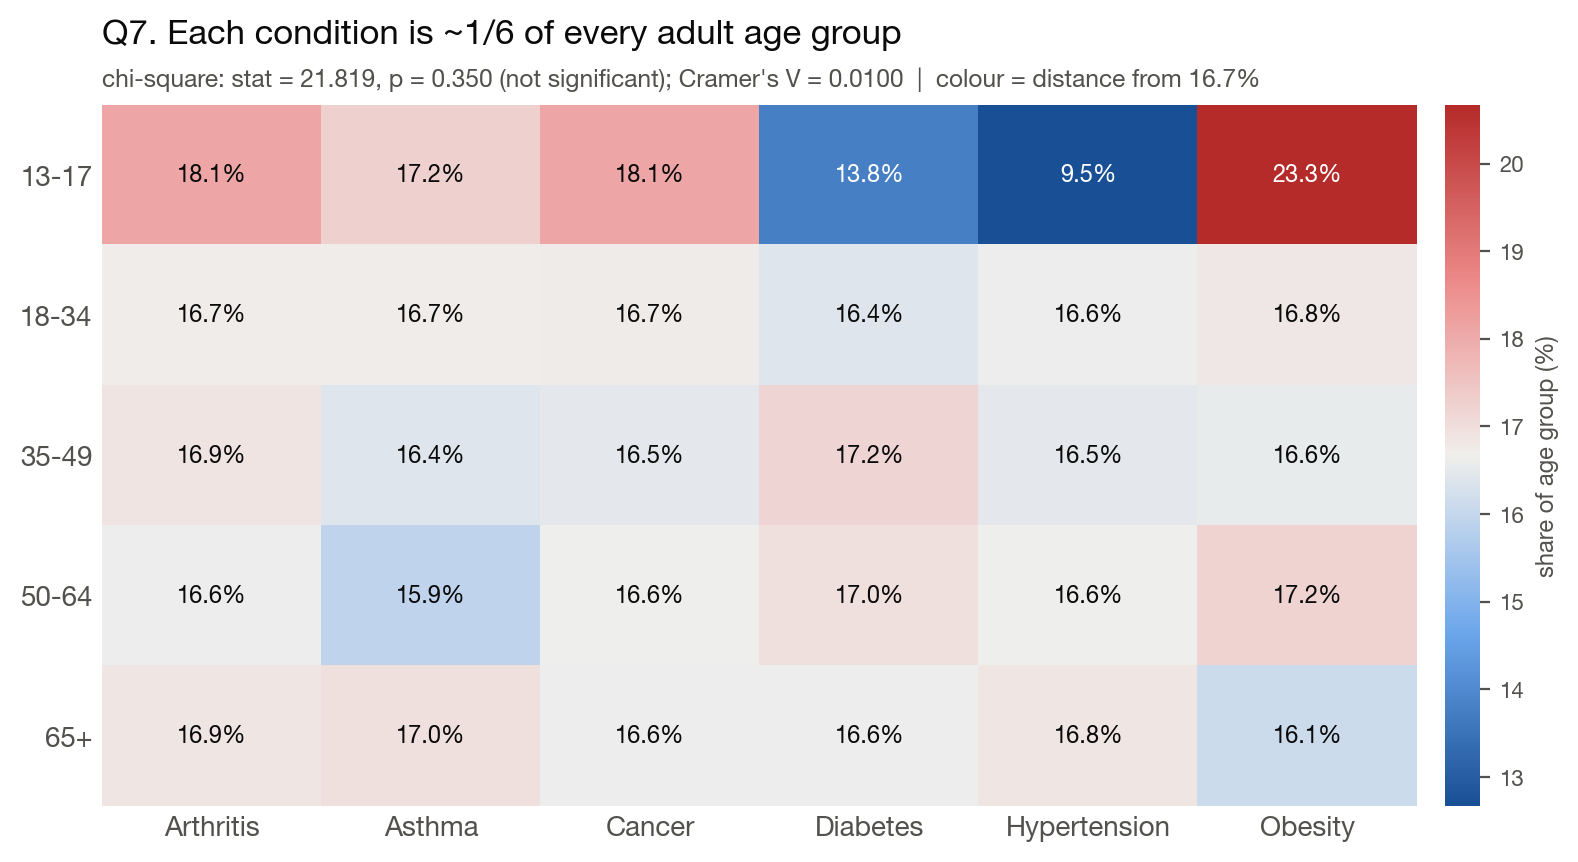 Q7. Each condition is ~1/6 of every adult age group
chi-square: stat = 21.819, p = 0.350 (not significant); Cramer's V = 0.0100 | colour = distance from 16.7%
13-17 18.1% 17.2% 18.1% 13.8% 9.5% 23.3%
18-34 16.7% 16.7% 16.7% 16.4% 16.6% 16.8%
35-49 16.9% 16.4% 16.5% 17.2% 16.5% 16.6%
50-64 16.6% 15.9% 16.6% 17.0% 16.6% 17.2%
65+ 16.9% 17.0% 16.6% 16.6% 16.8% 16.1%
Arthritis Asthma Cancer Diabetes Hypertension Obesity
20
19
18
17
16
15
14
13
share of age group (%)